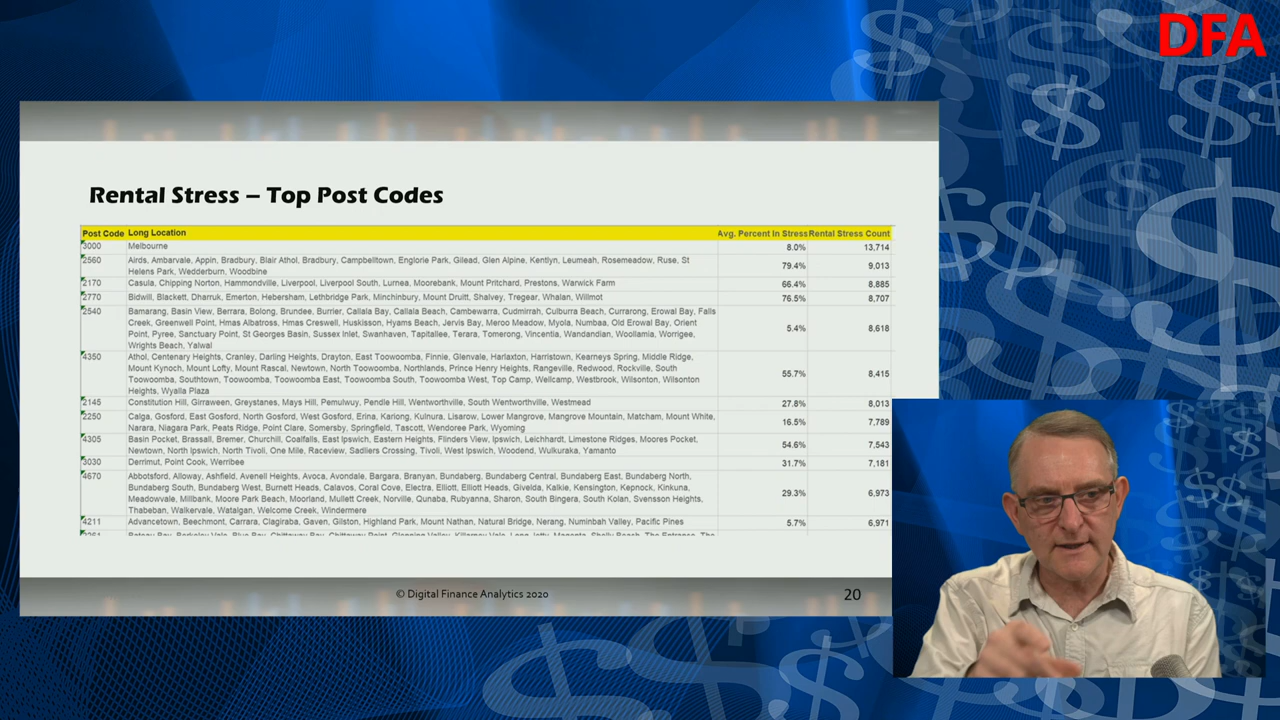 DFA
Rental Stress – Top Post Codes
Post Code Long Location Avg. Percent In Stress Rental Stress Count
3000 Melbourne 8.0% 13,714
2560 Airds, Ambarvale, Appin, Bradbury, Blair Athol, Bradbury, Campbelltown, Englorie Park, Gilead, Glen Alpine, Kentlyn, Leumeah, Rosemeadow, Ruse, St
Helens Park, Wedderburn, Woodbine 79.4% 9,013
2170 Casula, Chipping Norton, Hammondville, Liverpool, Liverpool South, Lurnea, Moorebank, Mount Pritchard, Prestons, Warwick Farm 66.4% 8,885
2770 Bidwill, Blackett, Dharruk, Emerton, Hebersham, Lethbridge Park, Minchinbury, Mount Druitt, Shalvey, Tregear, Whalan, Willmot 76.5% 8,707
2540 Bamarang, Basin View, Berrara, Bolong, Brundee, Burrier, Callala Bay, Callala Beach, Cambewarra, Cudmirrah, Culburra Beach, Currarong, Erowal Bay, Falls
Creek, Greenwell Point, Hmas Albatross, Hmas Creswell, Huskisson, Hyams Beach, Jervis Bay, Meroo Meadow, Myola, Numbaa, Old Erowal Bay, Orient
Point, Pyree, Sanctuary Point, St Georges Basin, Sussex Inlet, Swanhaven, Tapitallee, Terara, Tomerong, Vincentia, Wandandian, Woollamia, Worrigee,
Wrights Beach, Yalwal 5.4% 8,618
4350 Athol, Centenary Heights, Cranley, Darling Heights, Drayton, East Toowoomba, Finnie, Glenvale, Harlaxton, Harristown, Kearneys Spring, Middle Ridge,
Mount Kynoch, Mount Lofty, Mount Rascal, Newtown, North Toowoomba, Northlands, Prince Henry Heights, Rangeville, Redwood, Rockville, South
Toowoomba, Southtown, Toowoomba, Toowoomba East, Toowoomba South, Toowoomba West, Top Camp, Wellcamp, Westbrook, Wilsonton, Wilsonton
Heights, Wyalla Plaza 55.7% 8,415
2145 Constitution Hill, Girraween, Greystanes, Mays Hill, Pemulwuy, Pendle Hill, Wentworthville, South Wentworthville, Westmead 27.8% 8,013
2250 Calga, Gosford, East Gosford, North Gosford, West Gosford, Erina, Kariong, Kulnura, Lisarow, Lower Mangrove, Mangrove Mountain, Matcham, Mount White,
Narara, Niagara Park, Peats Ridge, Point Clare, Somersby, Springfield, Tascott, Wendoree Park, Wyoming 16.5% 7,789
4305 Basin Pocket, Brassall, Bremer, Churchill, Coalfalls, East Ipswich, Eastern Heights, Flinders View, Ipswich, Leichhardt, Limestone Ridges, Moores Pocket,
Newtown, North Ipswich, North Tivoli, One Mile, Raceview, Sadliers Crossing, Tivoli, West Ipswich, Woodend, Wulkuraka, Yamanto 54.6% 7,543
3030 Derrimut, Point Cook, Werribee 31.7% 7,181
4670 Abbotsford, Alloway, Ashfield, Avenell Heights, Avoca, Avondale, Bargara, Branyan, Bundaberg, Bundaberg Central, Bundaberg East, Bundaberg North,
Bundaberg South, Bundaberg West, Burnett Heads, Calavos, Coral Cove, Electra, Elliott, Elliott Heads, Givelda, Kalkie, Kensington, Kepnock, Kinkuna,
Meadowvale, Millbank, Moore Park Beach, Moorland, Mullett Creek, Norville, Qunaba, Rubyanna, Sharon, South Bingera, South Kolan, Svensson Heights,
Thabeban, Walkervale, Watalgan, Welcome Creek, Windermere 29.3% 6,973
4211 Advancetown, Beechmont, Carrara, Clagiraba, Gaven, Gilston, Highland Park, Mount Nathan, Natural Bridge, Nerang, Numinbah Valley, Pacific Pines 5.7% 6,971
© Digital Finance Analytics 2020
20